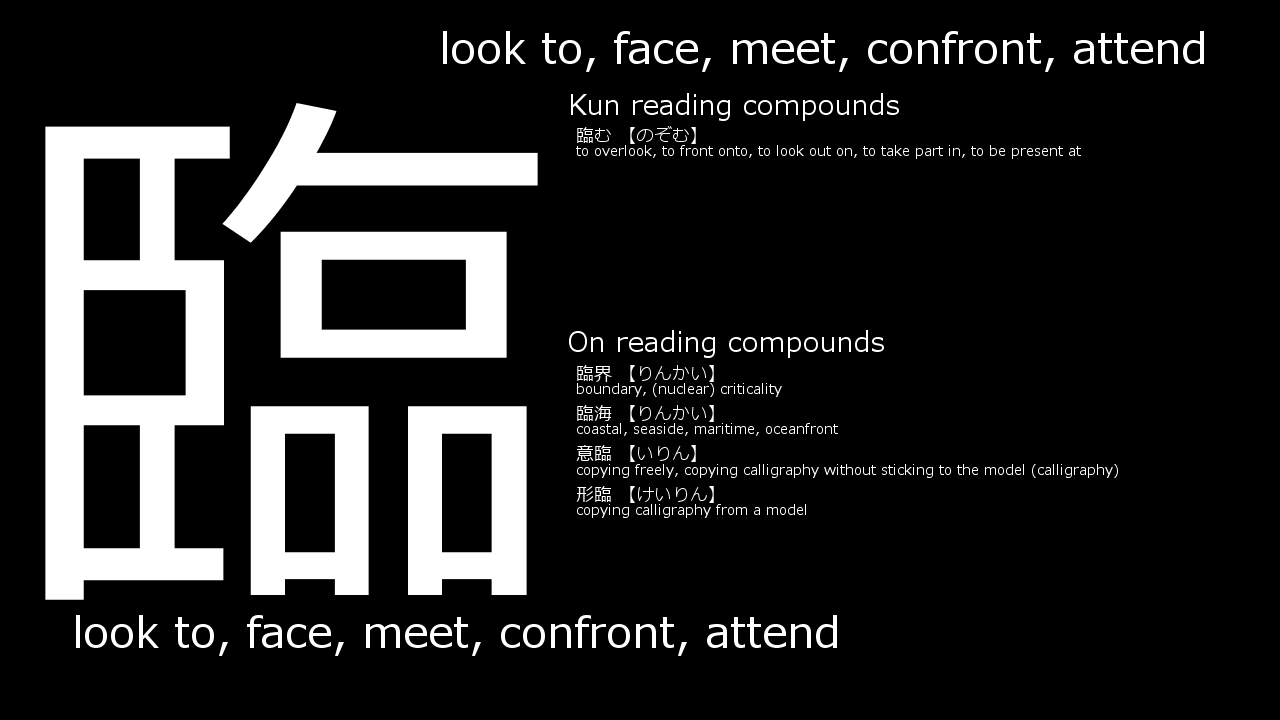 look to, face, meet, confront, attend
臨
Kun reading compounds
臨む 【のぞむ】
to overlook, to front onto, to look out on, to take part in, to be present at
On reading compounds
臨界 【りんかい】
boundary, (nuclear) criticality
臨海 【りんかい】
coastal, seaside, maritime, oceanfront
意臨 【いりん】
copying freely, copying calligraphy without sticking to the model (calligraphy)
形臨 【けいりん】
copying calligraphy from a model
look to, face, meet, confront, attend